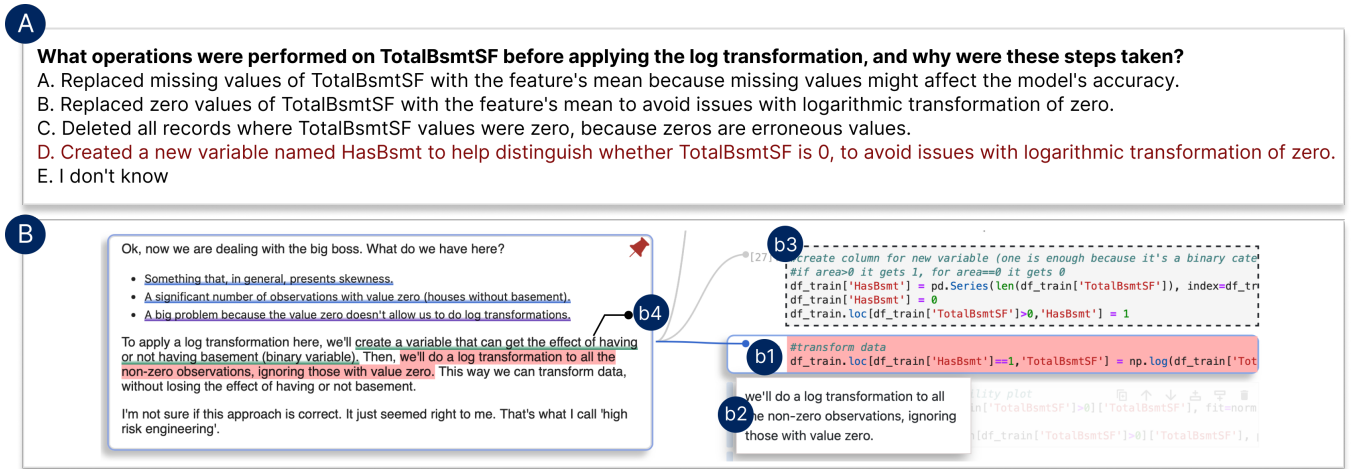 A
What operations were performed on TotalBsmtSF before applying the log transformation, and why were these steps taken?
A. Replaced missing values of TotalBsmtSF with the feature's mean because missing values might affect the model's accuracy.
B. Replaced zero values of TotalBsmtSF with the feature's mean to avoid issues with logarithmic transformation of zero.
C. Deleted all records where TotalBsmtSF values were zero, because zeros are erroneous values.
D. Created a new variable named HasBsmt to help distinguish whether TotalBsmtSF is 0, to avoid issues with logarithmic transformation of zero.
E. I don't know
B
Ok, now we are dealing with the big boss. What do we have here?
• Something that, in general, presents skewness.
• A significant number of observations with value zero (houses without basement).
• A big problem because the value zero doesn't allow us to do log transformations.
To apply a log transformation here, we'll create a variable that can get the effect of having
or not having basement (binary variable). Then, we'll do a log transformation to all the
non-zero observations, ignoring those with value zero. This way we can transform data,
without losing the effect of having or not basement.
I'm not sure if this approach is correct. It just seemed right to me. That's what I call 'high
risk engineering'.
b4
b3
[27]
#create column for new variable (one is enough because it's a binary cate
#if area>0 it gets 1, for area==0 it gets 0
df_train['HasBsmt'] = pd.Series(len(df_train['TotalBsmtSF']), index=df_tr
df_train['HasBsmt'] = 0
df_train.loc[df_train['TotalBsmtSF']>0,'HasBsmt'] = 1
b1
#transform data
df_train.loc[df_train['HasBsmt']==1,'TotalBsmtSF'] = np.log(df_train['Tot
b2
we'll do a log transformation to all
the non-zero observations, ignoring
those with value zero.
ility plot
in['TotalBsmtSF']>0]['TotalBsmtSF'], fit=norm
[df_train['TotalBsmtSF']>0]['TotalBsmtSF'],